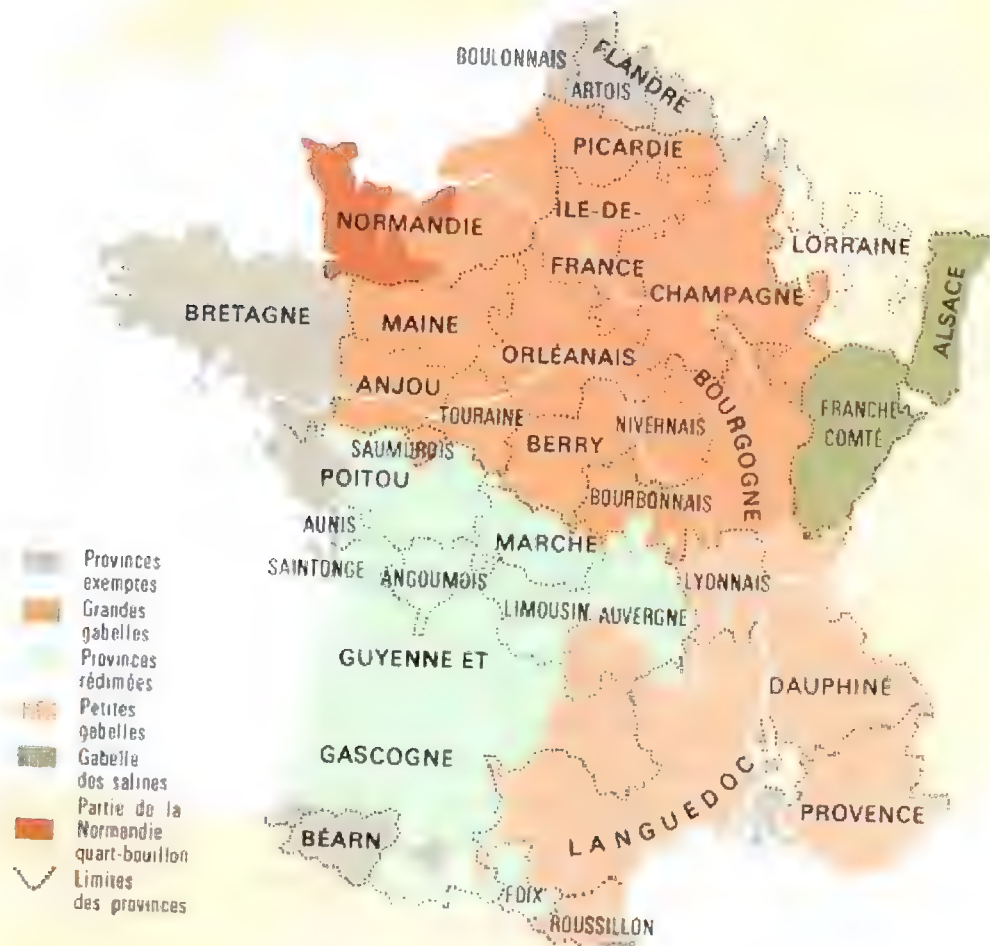 BOULONNAIS
FLANDRE
ARTOIS
PICARDIE
ILE-DE-
NORMANDIE
LORRAINE
FRANCE
CHAMPAGNE
ALSACE
BRETAGNE
MAINE
ORLÉANAIS
BOURGOGNE
ANJOU
TOURAINE
FRANCHE-
COMTÉ
NIVERNAIS
BERRY
SAUMUROIS
POITOU
BOURBONNAIS
AUNIS
MARCHE
SAINTONGE
ANGOUMOIS
LYONNAIS
LIMOUSIN
AUVERGNE
GUYENNE ET
DAUPHINÉ
GASCOGNE
LANGUEDOC
PROVENCE
BÉARN
FOIX
ROUSSILLON
Provinces
exemptes
Grandes
gabelles
Provinces
rédimées
Petites
gabelles
Gabelle
des salines
Partie de la
Normandie
quart-bouillon
Limites
des provinces